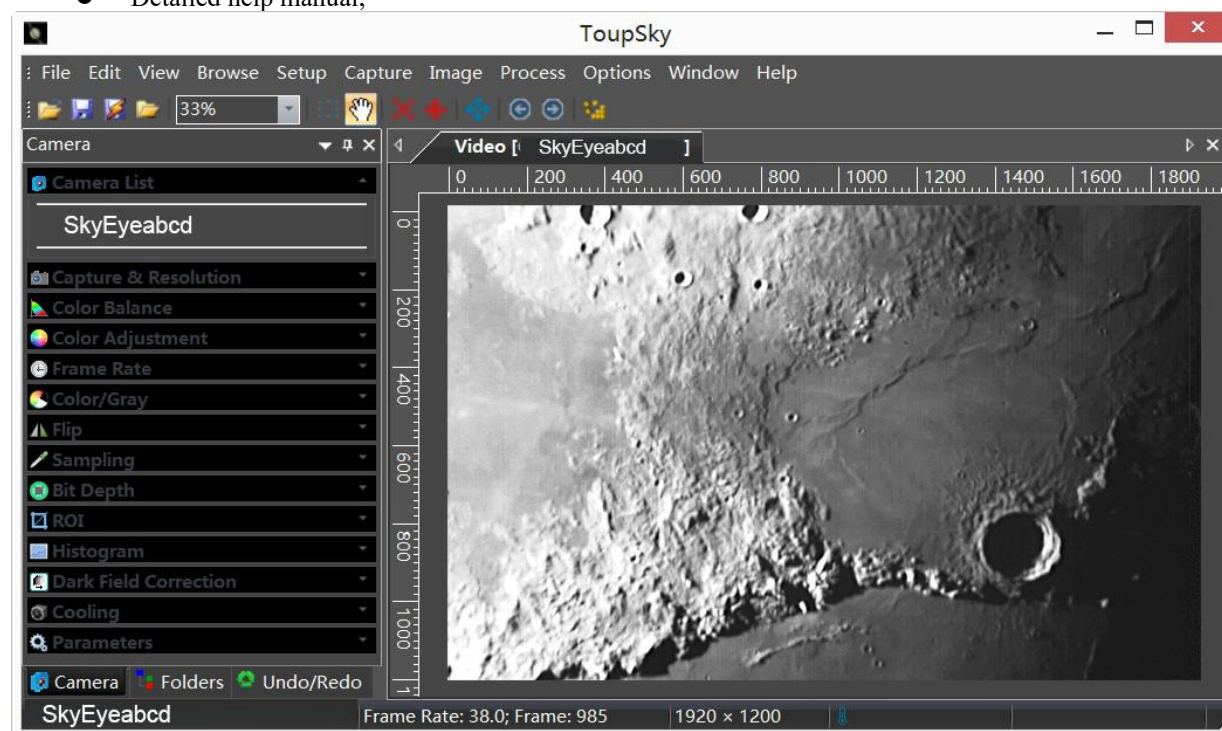 ● Detailed help manual;
ToupSky
File Edit View Browse Setup Capture Image Process Options Window Help
33%
Camera
Video [ SkyEyeabcd ]
0 200 400 600 800 1000 1200 1400 1600 1800
Camera List
SkyEyeabcd
Capture & Resolution
Color Balance
Color Adjustment
Frame Rate
Color/Gray
Flip
Sampling
Bit Depth
ROI
Histogram
Dark Field Correction
Cooling
Parameters
0
200
400
600
800
1000
Camera Folders Undo/Redo
SkyEyeabcd
Frame Rate: 38.0; Frame: 985 1920 × 1200